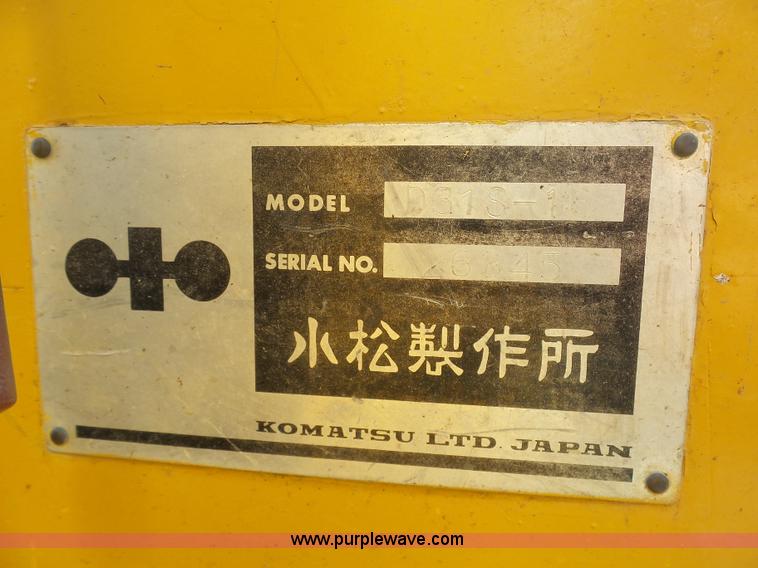 MODEL D31S-1
SERIAL NO.
小松製作所
KOMATSU LTD. JAPAN
www.purplewave.com